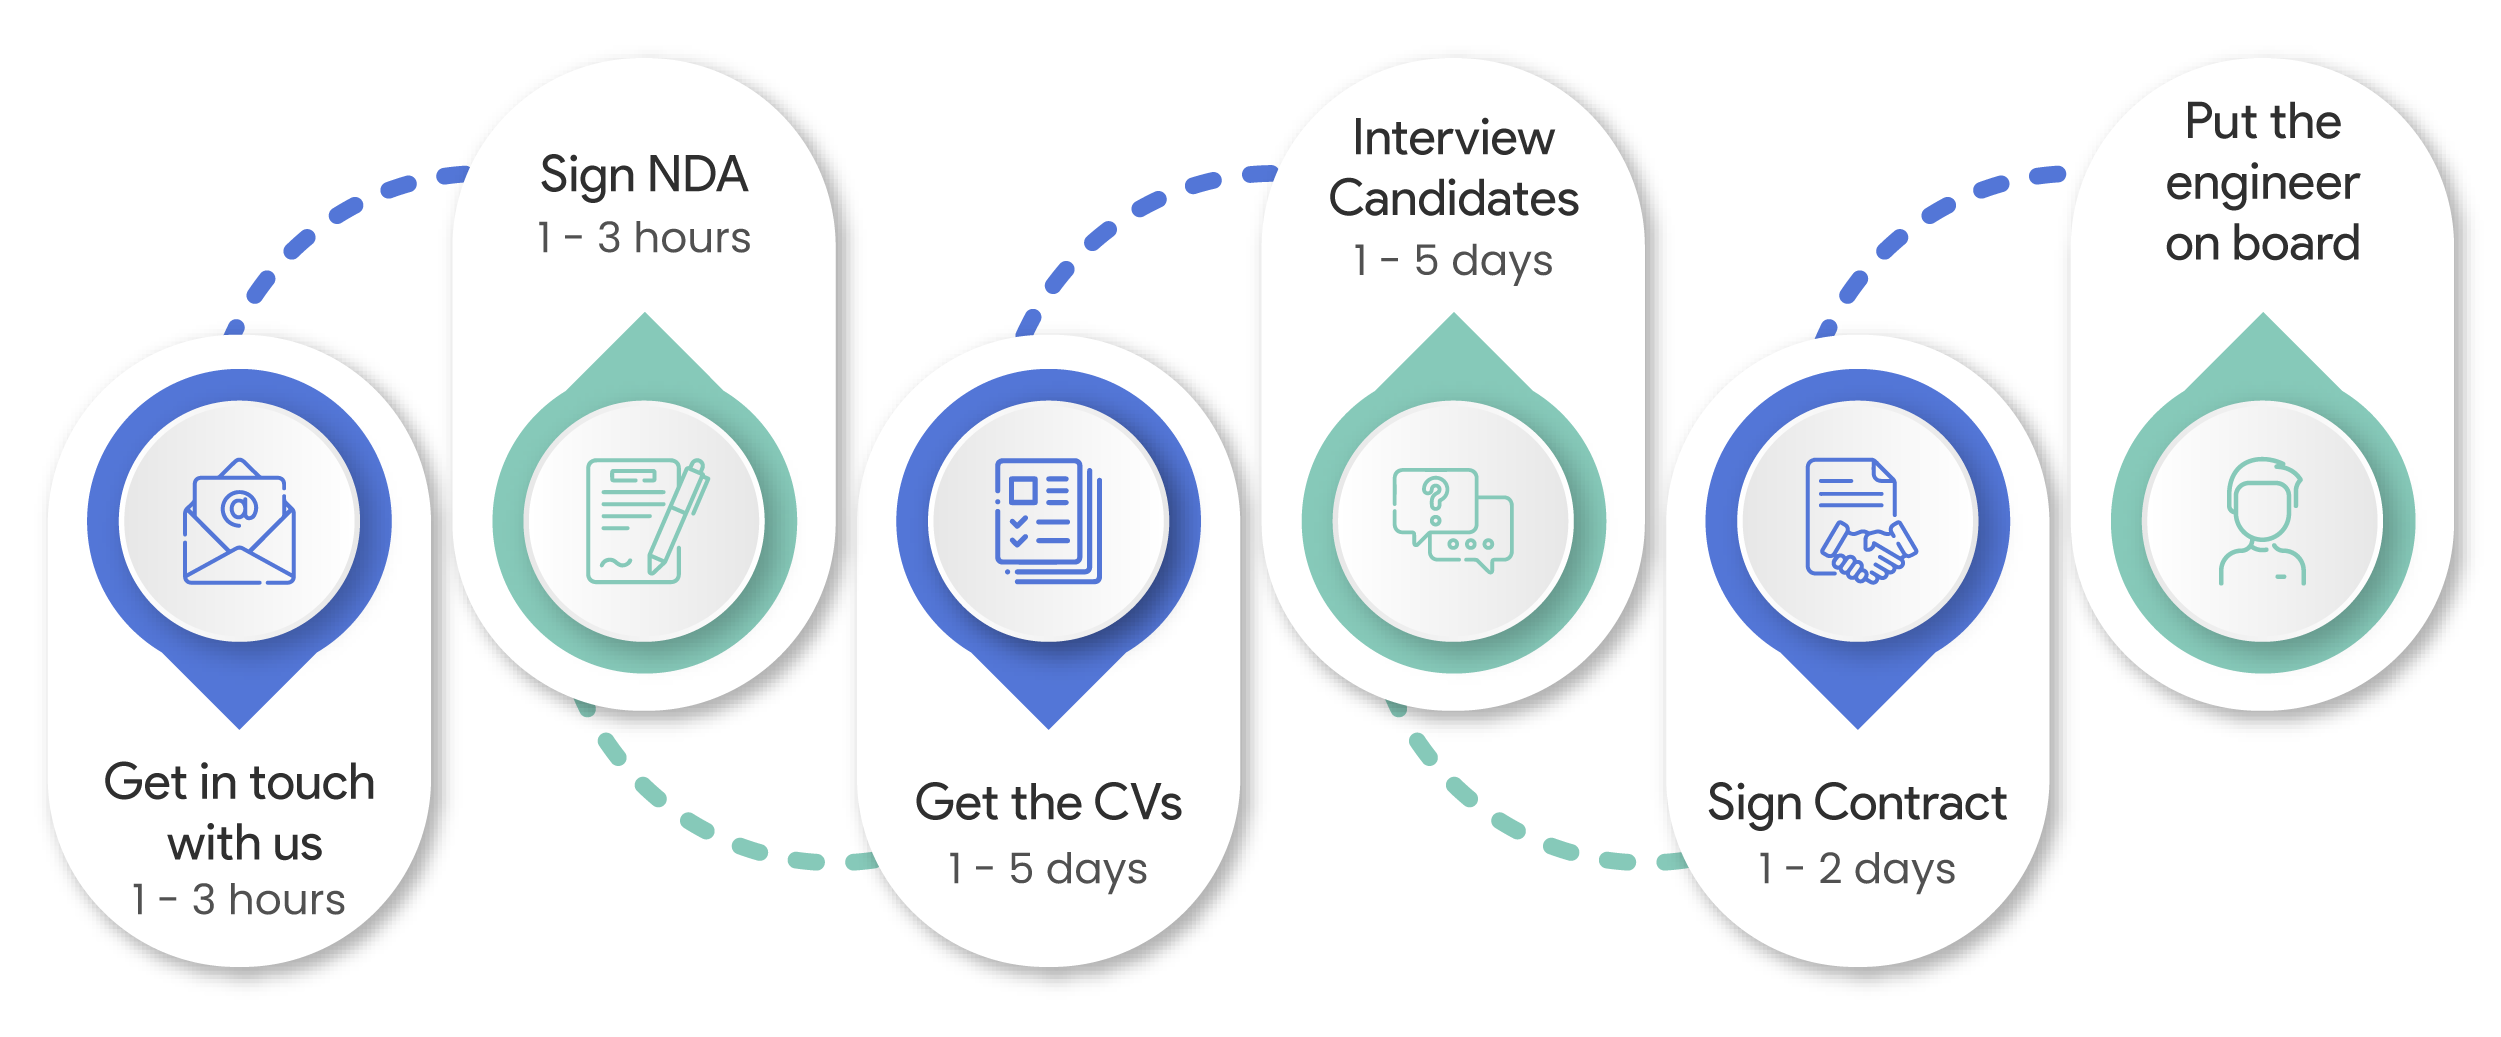 Get in touch
with us
1 – 3 hours
Sign NDA
1 – 3 hours
Get the CVs
1 – 5 days
Interview
Candidates
1 – 5 days
Sign Contract
1 – 2 days
Put the
engineer
on board